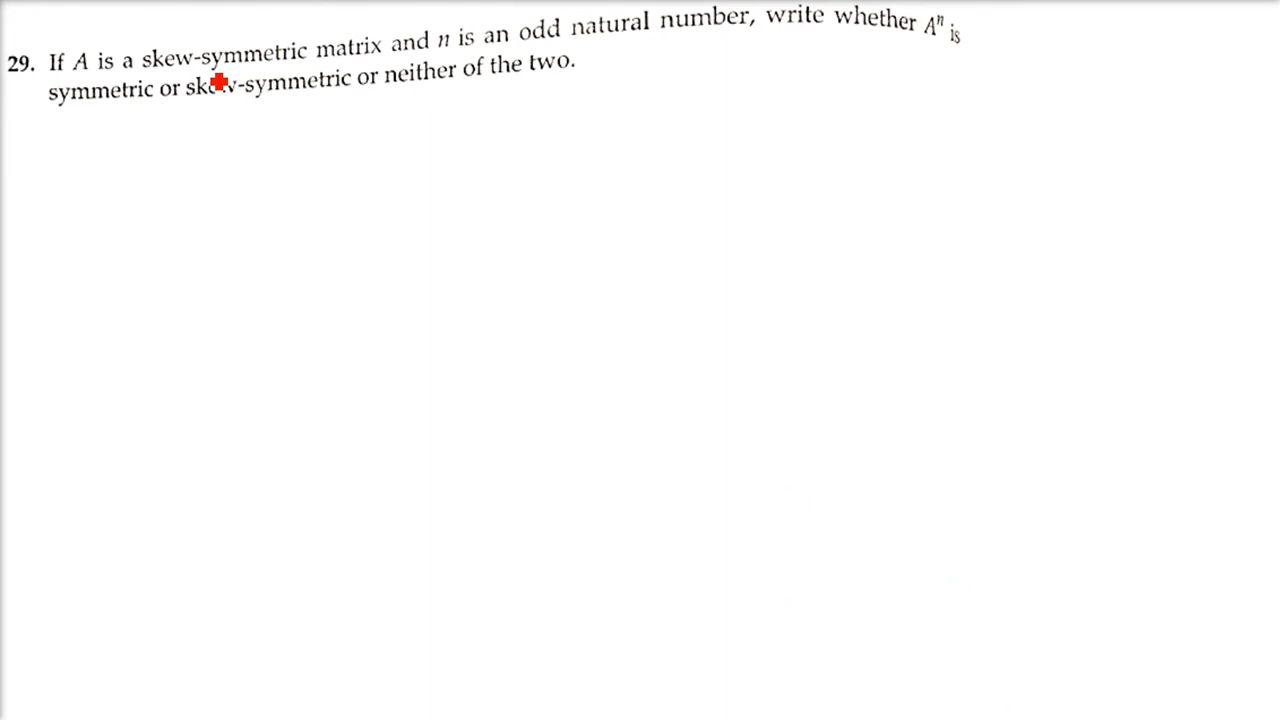 29. If A is a skew-symmetric matrix and n is an odd natural number, write whether Aⁿ is
symmetric or skew-symmetric or neither of the two.